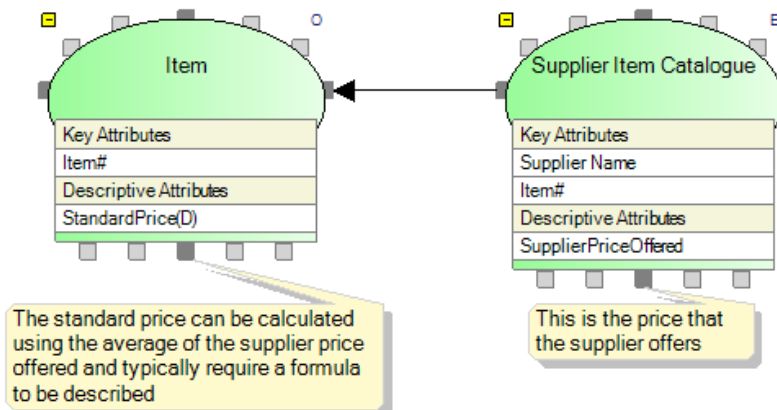 O
Item
Key Attributes
Item#
Descriptive Attributes
StandardPrice(D)
The standard price can be calculated
using the average of the supplier price
offered and typically require a formula
to be described
E
Supplier Item Catalogue
Key Attributes
Supplier Name
Item#
Descriptive Attributes
SupplierPriceOffered
This is the price that
the supplier offers